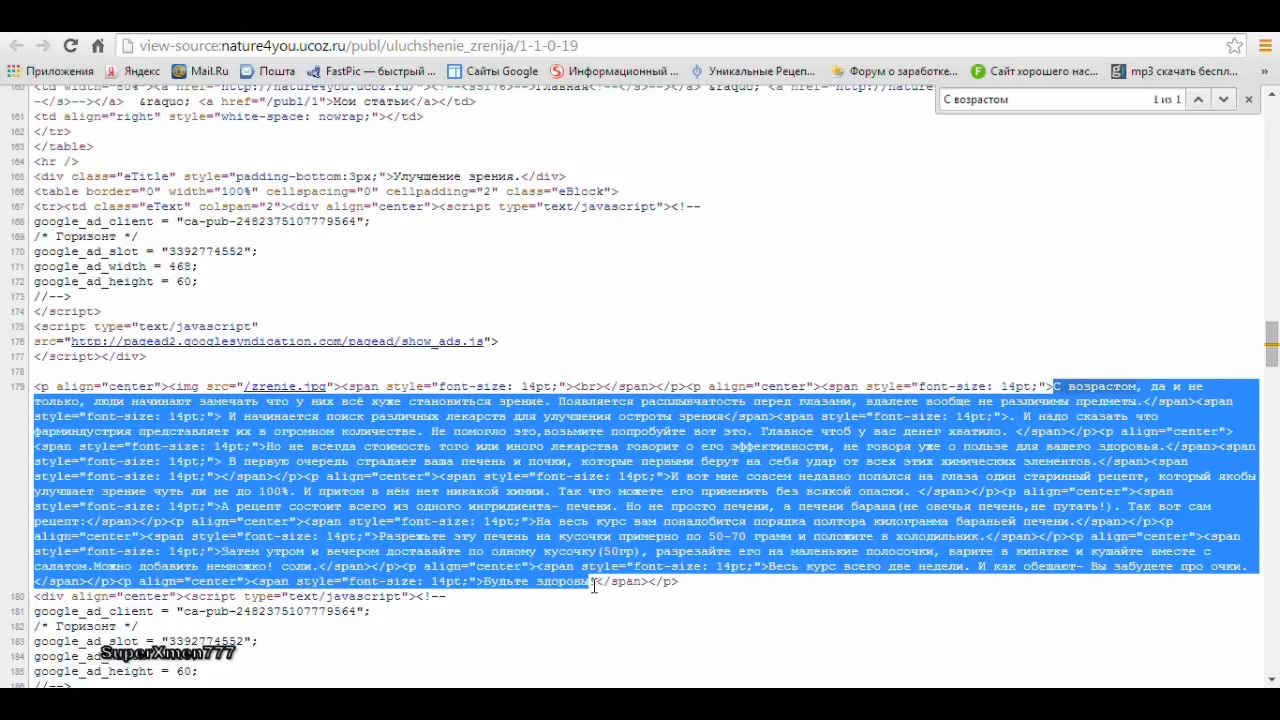 view-source:nature4you.ucoz.ru/publ/uluchshenie_zrenija/1-1-0-19
Приложения Яндекс Mail.Ru Почта FastPic — быстрый ... Сайты Google Информационный ... Уникальные Рецеп... Форум о заработке... Сайт хорошего нас... mp3 скачать беспл... »
С возрастом 1 из 1
160 <td width="80%"><a href="http://nature4you.ucoz.ru/"><!--<s5176>-->Главная<!--</s>--></a> &raquo; <a href="http://nature
-</s>--></a> &raquo; <a href="/publ/1">Мои статьи</a></td>
161 <td align="right" style="white-space: nowrap;"></td>
162 </tr>
163 </table>
164 <hr />
165 <div class="eTitle" style="padding-bottom:3px;">Улучшение зрения.</div>
166 <table border="0" width="100%" cellspacing="0" cellpadding="2" class="eBlock">
167 <tr><td class="eText" colspan="2"><div align="center"><script type="text/javascript"><!--
168 google_ad_client = "ca-pub-2482375107779564";
169 /* Горизонт */
170 google_ad_slot = "3392774552";
171 google_ad_width = 468;
172 google_ad_height = 60;
173 //-->
174 </script>
175 <script type="text/javascript"
176 src="http://pagead2.googlesyndication.com/pagead/show_ads.js">
177 </script></div>
178
179 <p align="center"><img src="/zrenie.jpg"><span style="font-size: 14pt;"><br></span></p><p align="center"><span style="font-size: 14pt;">С возрастом, да и не
только, люди начинают замечать что у них всё хуже становиться зрение. Появляется расплывчатость перед глазами, вдалеке вообще не различимы предметы.</span><span
style="font-size: 14pt;"> И начинается поиск различных лекарств для улучшения остроты зрения</span><span style="font-size: 14pt;">. И надо сказать что
фарминдустрия представляет их в огромном количестве. Не помогло это,возьмите попробуйте вот это. Главное чтоб у вас денег хватило. </span></p><p align="center">
<span style="font-size: 14pt;">Но не всегда стоимость того или иного лекарства говорит о его эффективности, не говоря уже о пользе для вашего здоровья.</span><span
style="font-size: 14pt;"> В первую очередь страдает ваша печень и почки, которые первыми берут на себя удар от всех этих химических элементов.</span><span
style="font-size: 14pt;"></span></p><p align="center"><span style="font-size: 14pt;">И вот мне совсем недавно попался на глаза один старинный рецепт, который якобы
улучшает зрение чуть ли не до 100%. И притом в нём нет никакой химии. Так что можете его применить без всякой опаски. </span></p><p align="center"><span
style="font-size: 14pt;">А рецепт состоит всего из одного ингридиента- печени. Но не просто печени, а печени барана(не овечья печень,не путать!). Так вот сам
рецепт:</span></p><p align="center"><span style="font-size: 14pt;">На весь курс вам понадобится порядка полтора килограмма бараньей печени.</span></p><p
align="center"><span style="font-size: 14pt;">Разрежьте эту печень на кусочки примерно по 50-70 грамм и положите в холодильник.</span></p><p align="center"><span
style="font-size: 14pt;">Затем утром и вечером доставайте по одному кусочку(50гр), разрезайте его на маленькие полосочки, варите в кипятке и кушайте вместе с
салатом.Можно добавить немножко! соли.</span></p><p align="center"><span style="font-size: 14pt;">Весь курс всего две недели. И как обещают- Вы забудете про очки.
</span></p><p align="center"><span style="font-size: 14pt;">Будьте здоровы!</span></p>
180 <div align="center"><script type="text/javascript"><!--
181 google_ad_client = "ca-pub-2482375107779564";
182 /* Горизонт */
183 google_ad_slot = "3392774552";
184 google_ad
SuperXmen777
185 google_ad_height = 60;
186 //-->